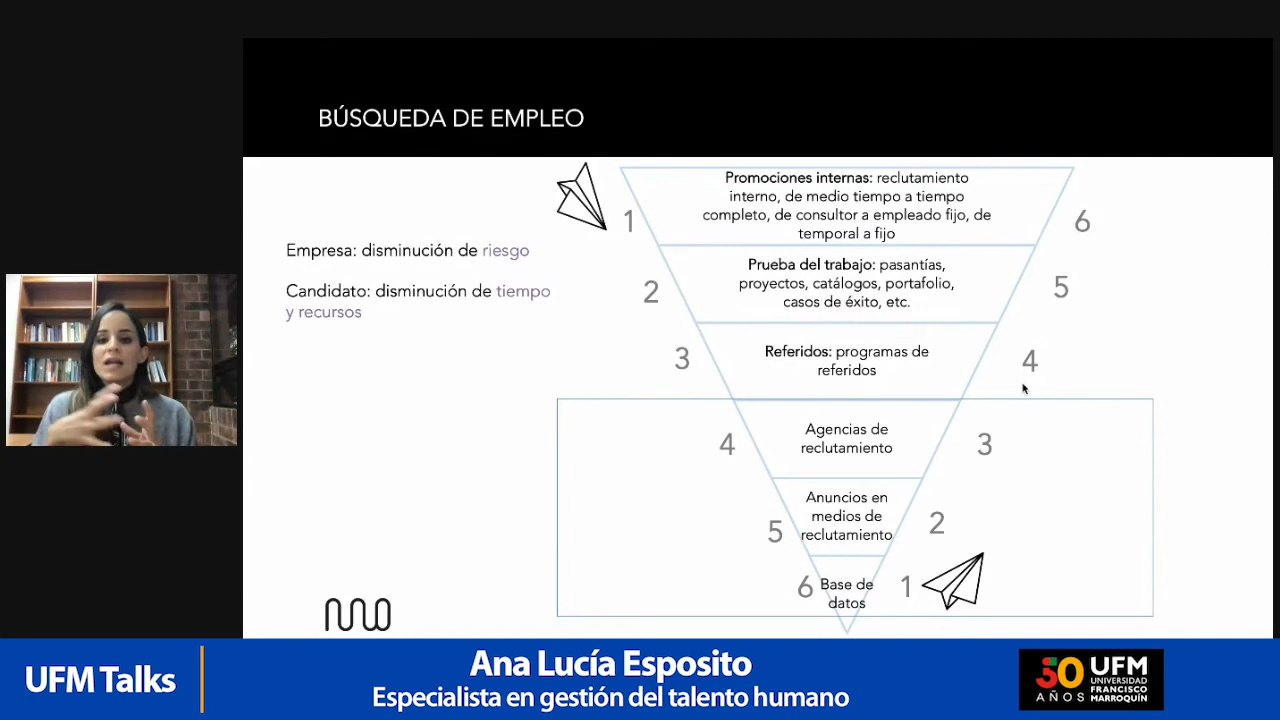 BÚSQUEDA DE EMPLEO
Empresa: disminución de riesgo
Candidato: disminución de tiempo
y recursos
1
Promociones internas: reclutamiento
interno, de medio tiempo a tiempo
completo, de consultor a empleado fijo, de
temporal a fijo
6
2
Prueba del trabajo: pasantías,
proyectos, catálogos, portafolio,
casos de éxito, etc.
5
3
Referidos: programas de
referidos
4
4
Agencias de
reclutamiento
3
5
Anuncios en
medios de
reclutamiento
2
6
Base de
datos
1
UFM Talks
Ana Lucía Esposito
Especialista en gestión del talento humano
50
AÑOS
UFM
UNIVERSIDAD
FRANCISCO
MARROQUÍN